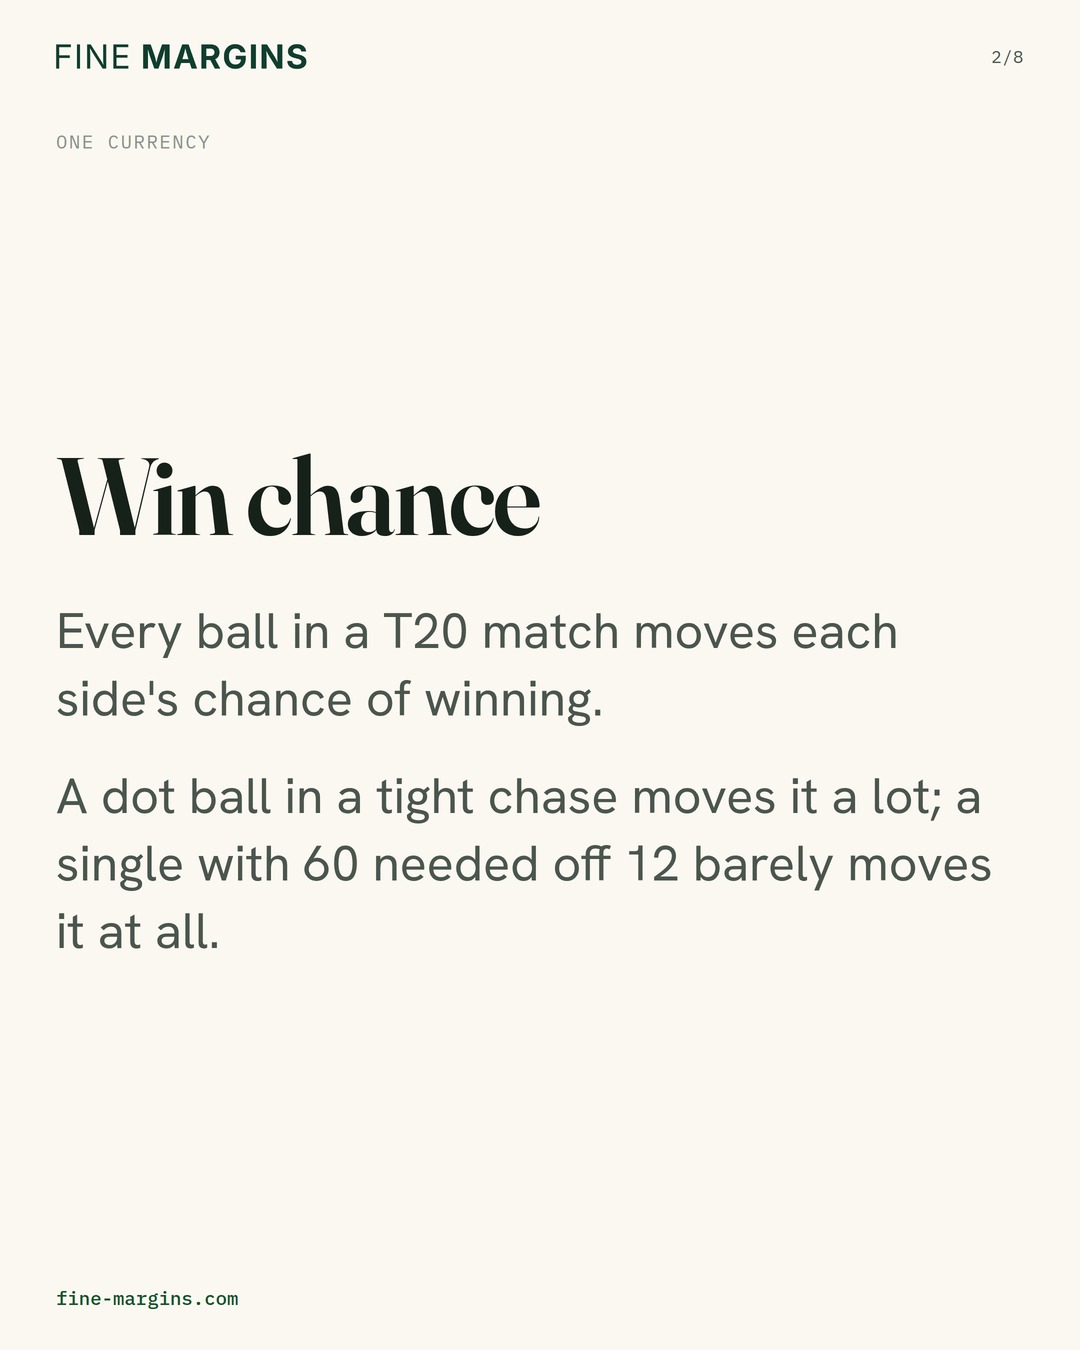 FINE MARGINS
2/8
ONE CURRENCY
Win chance
Every ball in a T20 match moves each
side's chance of winning.
A dot ball in a tight chase moves it a lot; a
single with 60 needed off 12 barely moves
it at all.
fine-margins.com